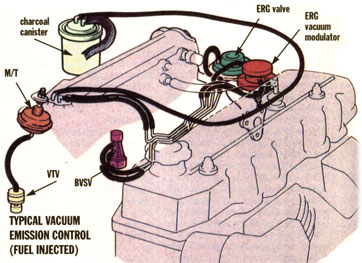 charcoal
canister
ERG valve
ERG
vacuum
modulator
M/T
VTV
BVSV
TYPICAL VACUUM
EMISSION CONTROL
(FUEL INJECTED)